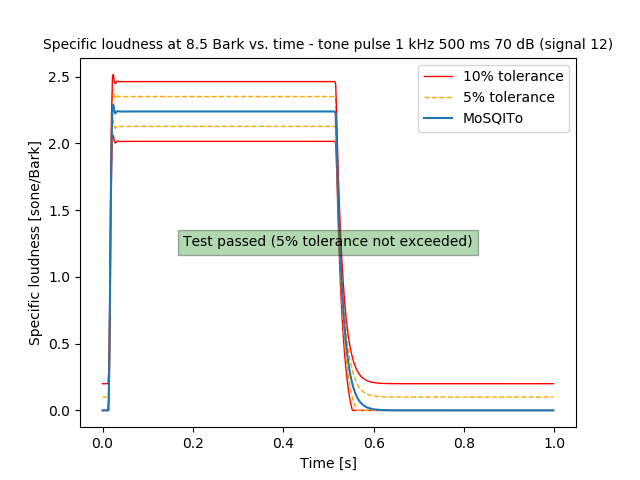 Specific loudness at 8.5 Bark vs. time - tone pulse 1 kHz 500 ms 70 dB (signal 12)
10% tolerance
5% tolerance
MoSQITo
Test passed (5% tolerance not exceeded)
Specific loudness [sone/Bark]
2.5
2.0
1.5
1.0
0.5
0.0
0.0 0.2 0.4 0.6 0.8 1.0
Time [s]